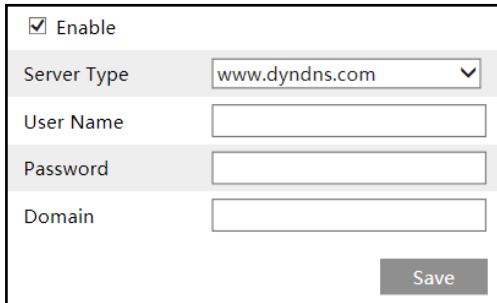 Enable
Server Type www.dyndns.com
User Name
Password
Domain
Save